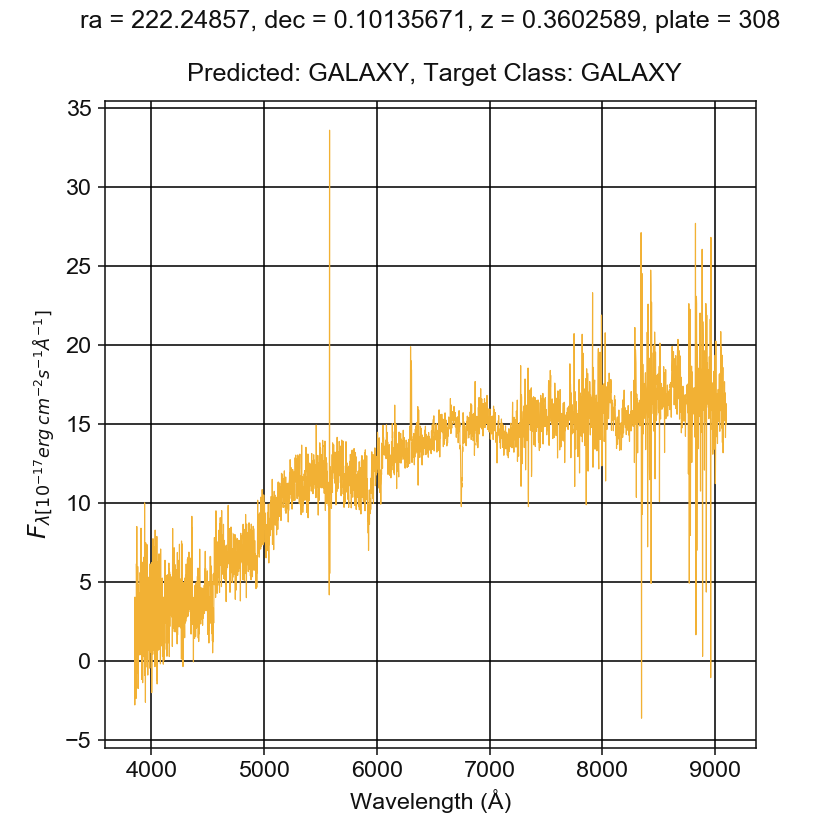 ra = 222.24857, dec = 0.10135671, z = 0.3602589, plate = 308
Predicted: GALAXY, Target Class: GALAXY
35
30
25
20
15
10
5
0
−5
F_{λ[10^{−17} erg cm^{−2} s^{−1} Å^{−1}]}
4000 5000 6000 7000 8000 9000
Wavelength (Å)